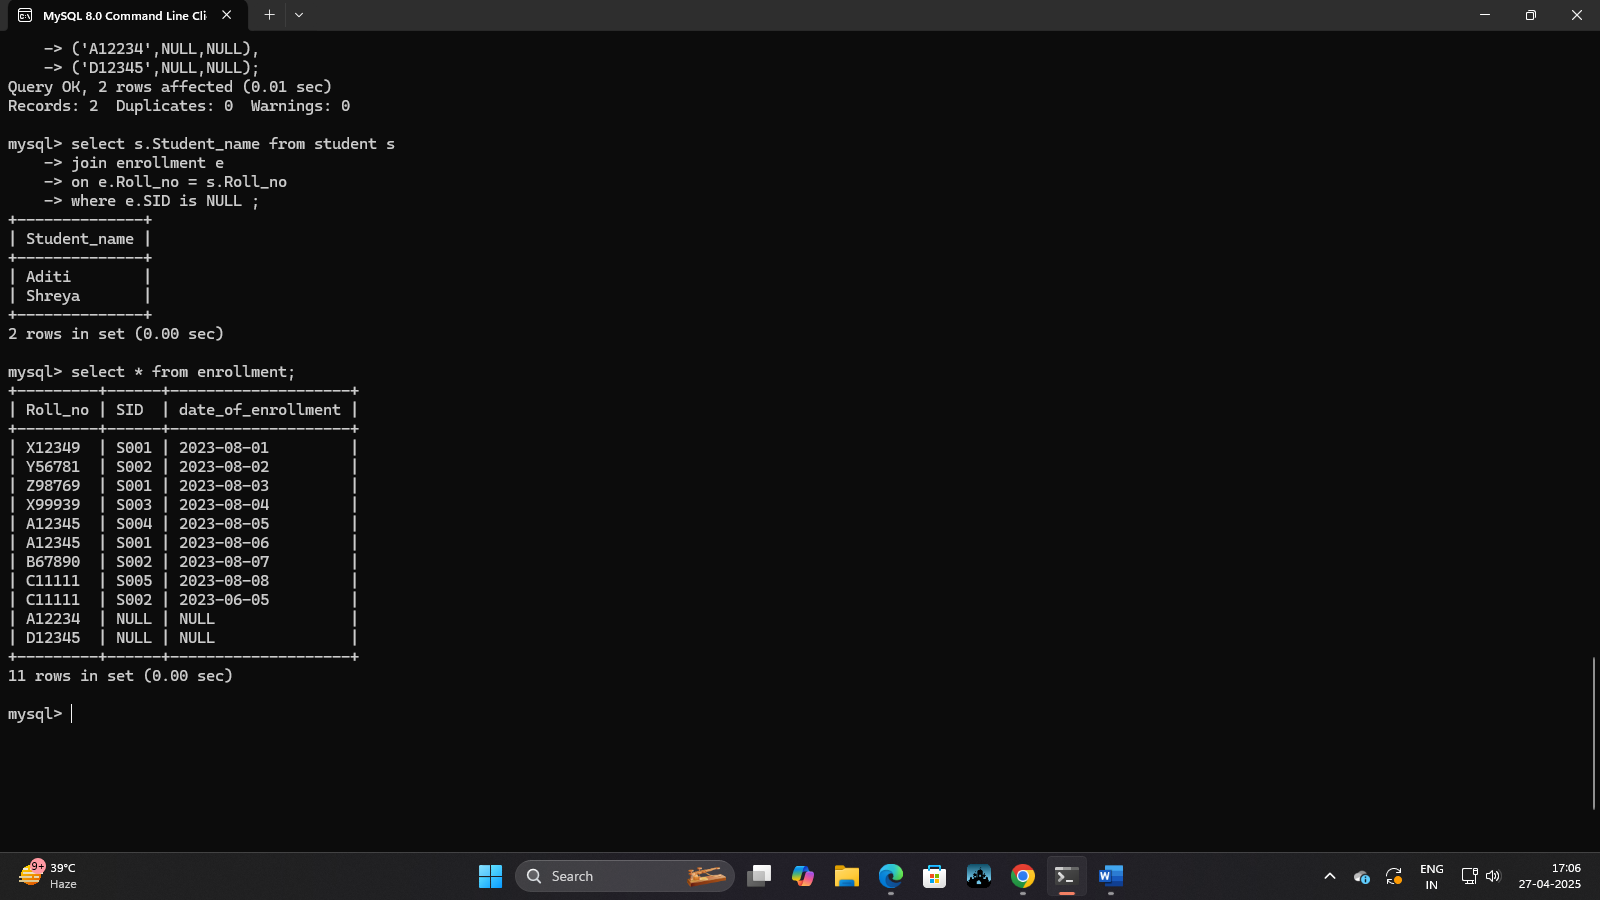 MySQL 8.0 Command Line Cli
-> ('A12234',NULL,NULL),
-> ('D12345',NULL,NULL);
Query OK, 2 rows affected (0.01 sec)
Records: 2  Duplicates: 0  Warnings: 0
mysql> select s.Student_name from student s
-> join enrollment e
-> on e.Roll_no = s.Roll_no
-> where e.SID is NULL ;
+--------------+
| Student_name |
+--------------+
| Aditi        |
| Shreya       |
+--------------+
2 rows in set (0.00 sec)
mysql> select * from enrollment;
+---------+------+--------------------+
| Roll_no | SID  | date_of_enrollment |
+---------+------+--------------------+
| X12349  | S001 | 2023-08-01         |
| Y56781  | S002 | 2023-08-02         |
| Z98769  | S001 | 2023-08-03         |
| X99939  | S003 | 2023-08-04         |
| A12345  | S004 | 2023-08-05         |
| A12345  | S001 | 2023-08-06         |
| B67890  | S002 | 2023-08-07         |
| C11111  | S005 | 2023-08-08         |
| C11111  | S002 | 2023-06-05         |
| A12234  | NULL | NULL               |
| D12345  | NULL | NULL               |
+---------+------+--------------------+
11 rows in set (0.00 sec)
mysql>
9+
39°C
Haze
Search
ENG
IN
17:06
27-04-2025